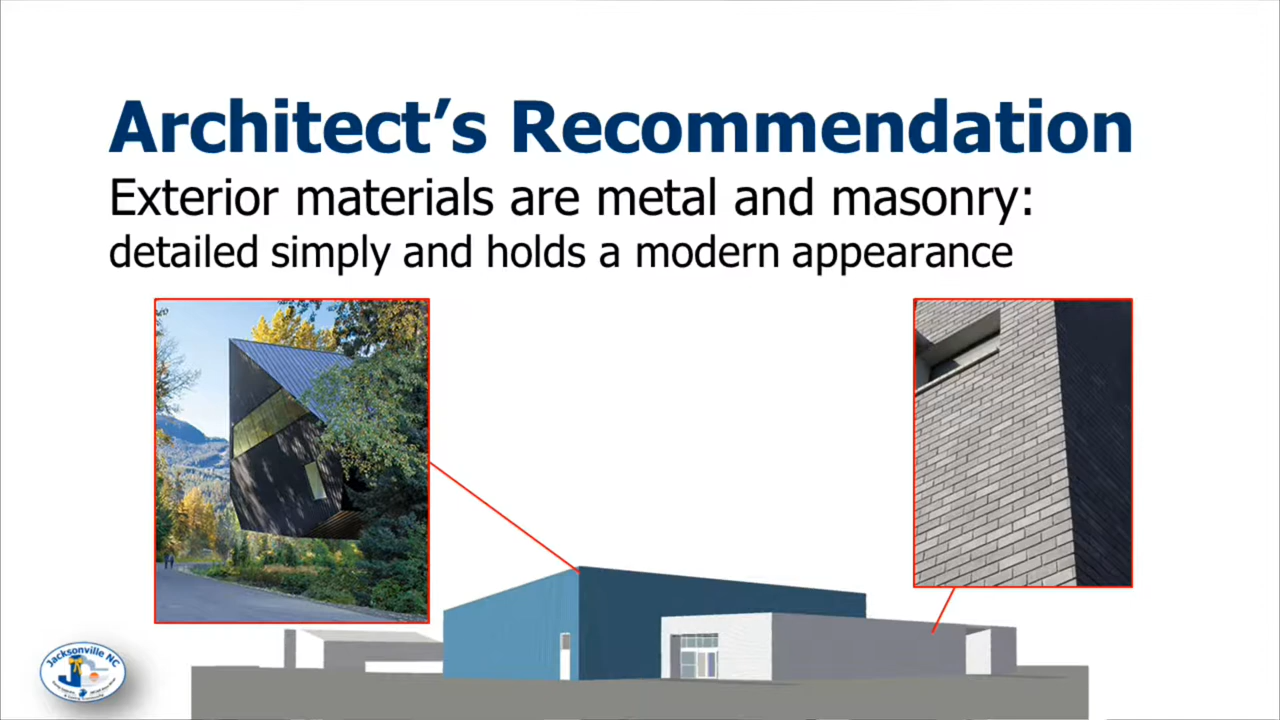 Architect’s Recommendation
Exterior materials are metal and masonry:
detailed simply and holds a modern appearance
Jacksonville NC